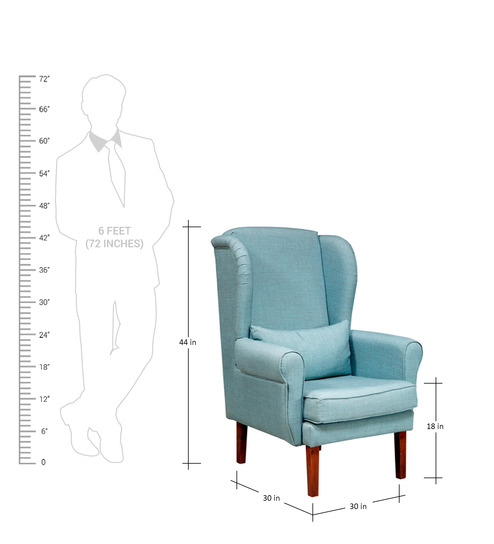 72"
66"
60"
54"
48"
42"
36"
30"
24"
18"
12"
6"
0
6 FEET
(72 INCHES)
44 in
18 in
30 in
30 in